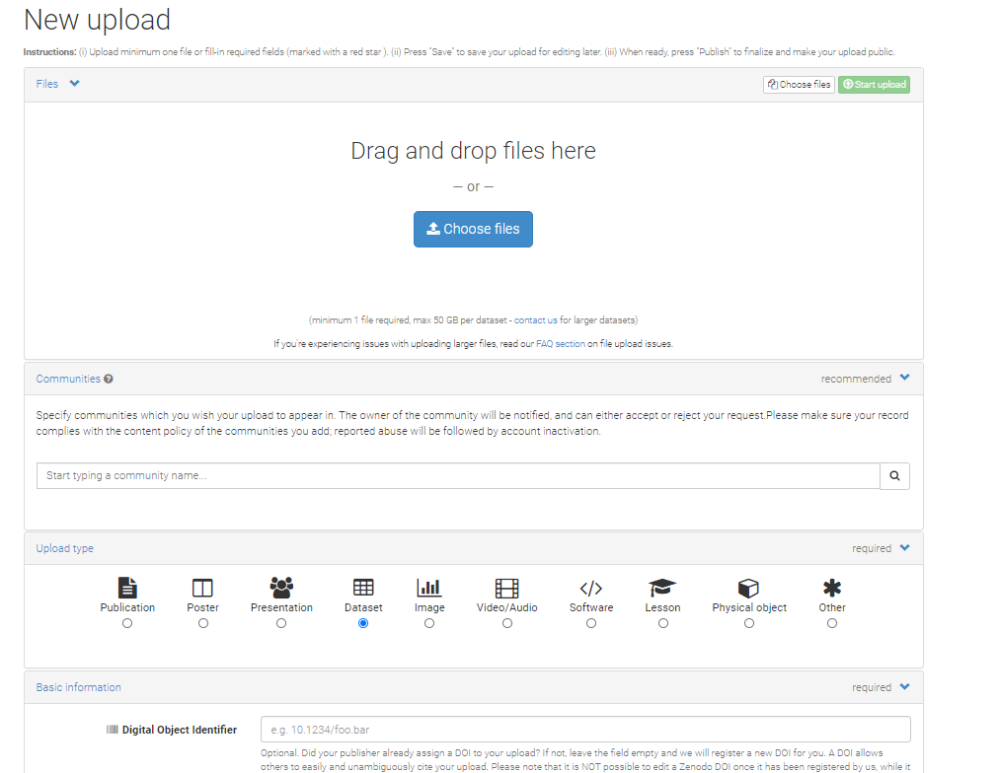 New upload
Instructions: (i) Upload minimum one file or fill-in required fields (marked with a red star ). (ii) Press "Save" to save your upload for editing later. (iii) When ready, press "Publish" to finalize and make your upload public.
Files
Choose files
Start upload
Drag and drop files here
— or —
Choose files
(minimum 1 file required, max 50 GB per dataset - contact us for larger datasets)
If you're experiencing issues with uploading larger files, read our FAQ section on file upload issues.
Communities
recommended
Specify communities which you wish your upload to appear in. The owner of the community will be notified, and can either accept or reject your request.Please make sure your record
complies with the content policy of the communities you add; reported abuse will be followed by account inactivation.
Start typing a community name...
Upload type
required
Publication
Poster
Presentation
Dataset
Image
Video/Audio
Software
Lesson
Physical object
Other
Basic information
required
Digital Object Identifier
e.g. 10.1234/foo.bar
Optional. Did your publisher already assign a DOI to your upload? If not, leave the field empty and we will register a new DOI for you. A DOI allows
others to easily and unambiguously cite your upload. Please note that it is NOT possible to edit a Zenodo DOI once it has been registered by us, while it